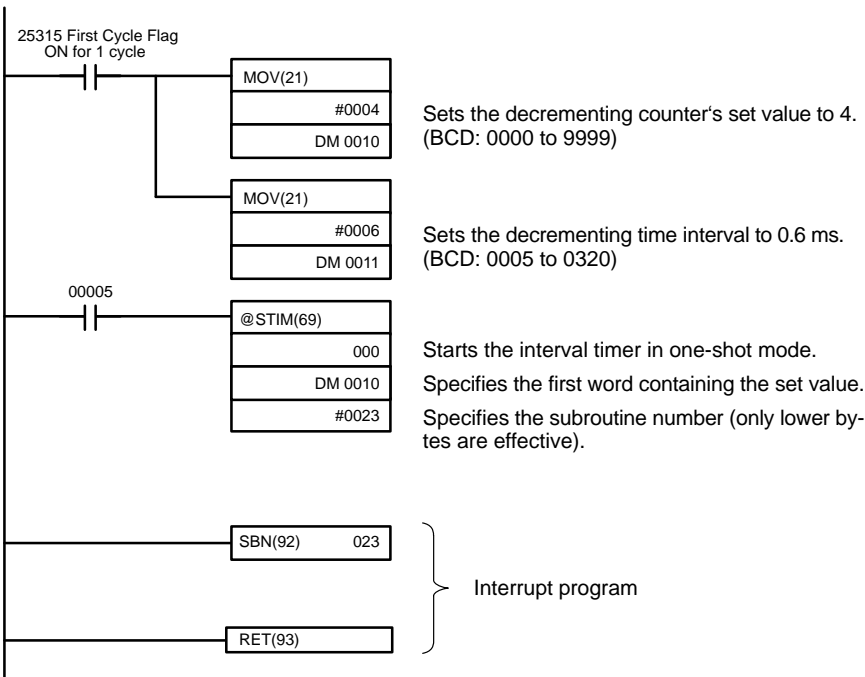 25315 First Cycle Flag
ON for 1 cycle
MOV(21)
#0004
DM 0010
Sets the decrementing counter‘s set value to 4.
(BCD: 0000 to 9999)
MOV(21)
#0006
DM 0011
Sets the decrementing time interval to 0.6 ms.
(BCD: 0005 to 0320)
00005
@STIM(69)
000
Starts the interval timer in one-shot mode.
DM 0010
Specifies the first word containing the set value.
#0023
Specifies the subroutine number (only lower by-
tes are effective).
SBN(92) 023
Interrupt program
RET(93)